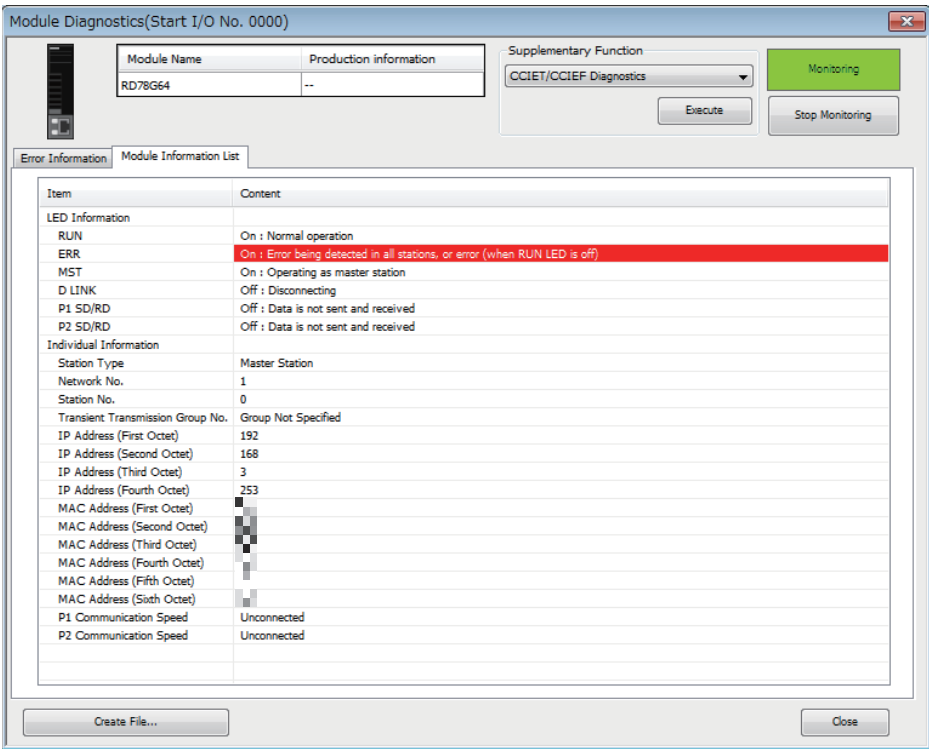 Module Diagnostics(Start I/O No. 0000)
Module Name Production information
RD78G64 --
Supplementary Function
CCIET/CCIEF Diagnostics
Execute
Monitoring
Stop Monitoring
Error Information Module Information List
Item Content
LED Information
RUN On : Normal operation
ERR On : Error being detected in all stations, or error (when RUN LED is off)
MST On : Operating as master station
D LINK Off : Disconnecting
P1 SD/RD Off : Data is not sent and received
P2 SD/RD Off : Data is not sent and received
Individual Information
Station Type Master Station
Network No. 1
Station No. 0
Transient Transmission Group No. Group Not Specified
IP Address (First Octet) 192
IP Address (Second Octet) 168
IP Address (Third Octet) 3
IP Address (Fourth Octet) 253
MAC Address (First Octet)
MAC Address (Second Octet)
MAC Address (Third Octet)
MAC Address (Fourth Octet)
MAC Address (Fifth Octet)
MAC Address (Sixth Octet)
P1 Communication Speed Unconnected
P2 Communication Speed Unconnected
Create File...
Close